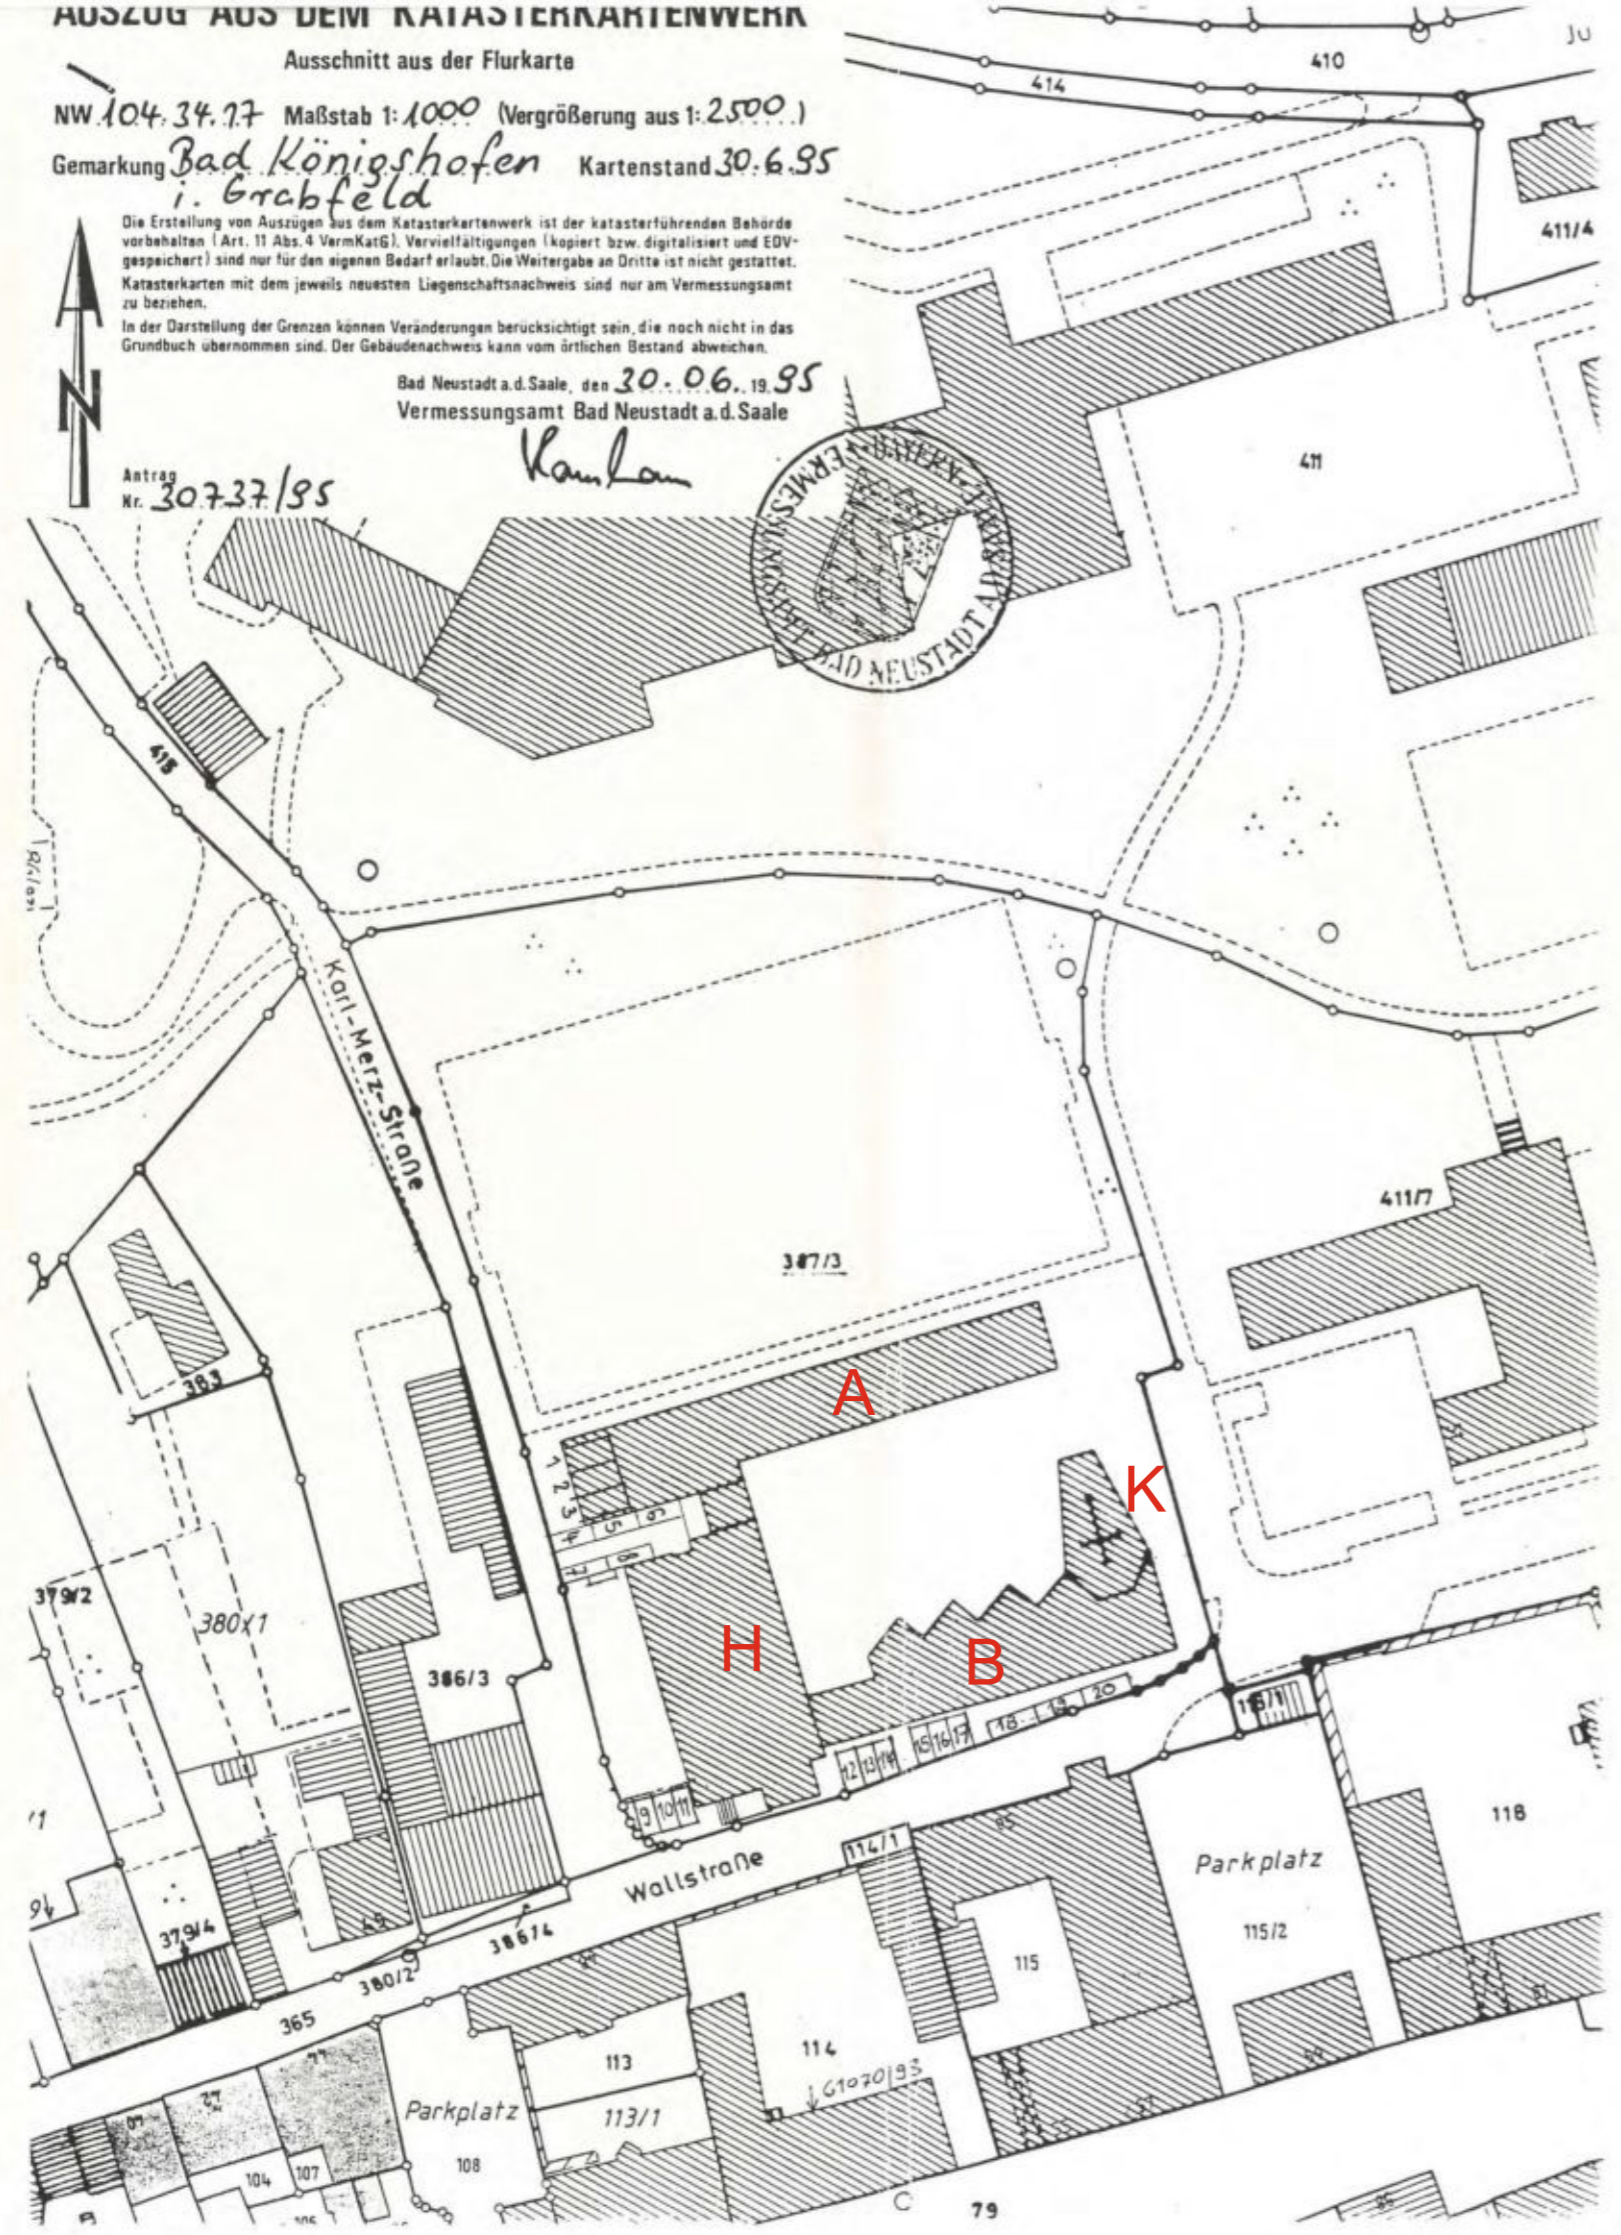 AUSZUG AUS DEM KATASTERKARTENWERK
Ausschnitt aus der Flurkarte
NW 104.34.17 Maßstab 1:1000 (Vergrößerung aus 1:2500)
Gemarkung Bad Königshofen Kartenstand 30.6.95
i. Grabfeld
Die Erstellung von Auszügen aus dem Katasterkartenwerk ist der katasterführenden Behörde
vorbehalten (Art. 11 Abs. 4 VermKatG). Vervielfältigungen (kopiert bzw. digitalisiert und EDV-
gespeichert) sind nur für den eigenen Bedarf erlaubt. Die Weitergabe an Dritte ist nicht gestattet.
Katasterkarten mit dem jeweils neuesten Liegenschaftsnachweis sind nur am Vermessungsamt
zu beziehen.
In der Darstellung der Grenzen können Veränderungen berücksichtigt sein, die noch nicht in das
Grundbuch übernommen sind. Der Gebäudenachweis kann vom örtlichen Bestand abweichen.
Bad Neustadt a.d.Saale, den 30.06.1995
Vermessungsamt Bad Neustadt a.d.Saale
N
Antrag
Nr. 30737/95
BAYERN
VERMESSUNGSAMT BAD NEUSTADT A.D.SAALE
Ju
410
414
411/4
411
415
Karl-Merz-Straße
387/3
411/7
A
K
H
B
1
2
3
4
5
6
7
8
9 10 11
12 13 14
15 16 17
18
19
20
383
379/2
380/1
386/3
115/1
118
Wallstraße
114/1
95
Parkplatz
115/2
379/4
45
386/4
380/2
365
115
113
114
G1070/93
Parkplatz
113/1
108
104
107
C
79